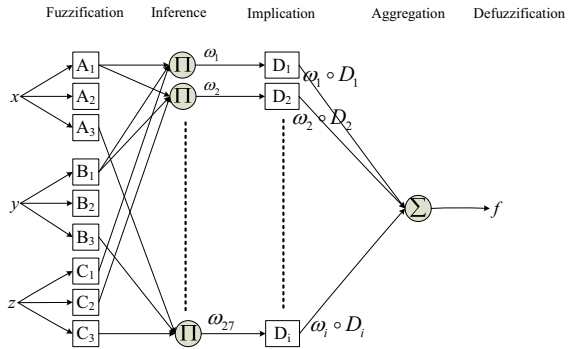 Fuzzification Inference Implication Aggregation Defuzzification
A₁ Π ω₁ D₁ ω₁ ∘ D₁
x A₂ Π ω₂ D₂ ω₂ ∘ D₂
A₃
B₁
y B₂ Σ f
B₃
C₁
z C₂
C₃ Π ω₂₇ Dᵢ ωᵢ ∘ Dᵢ